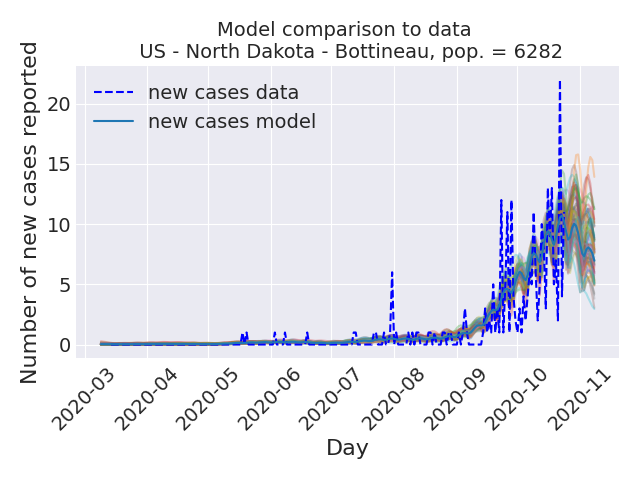 Model comparison to data
US - North Dakota - Bottineau, pop. = 6282
Number of new cases reported
new cases data
new cases model
20
15
10
5
0
2020-03
2020-04
2020-05
2020-06
2020-07
2020-08
2020-09
2020-10
2020-11
Day